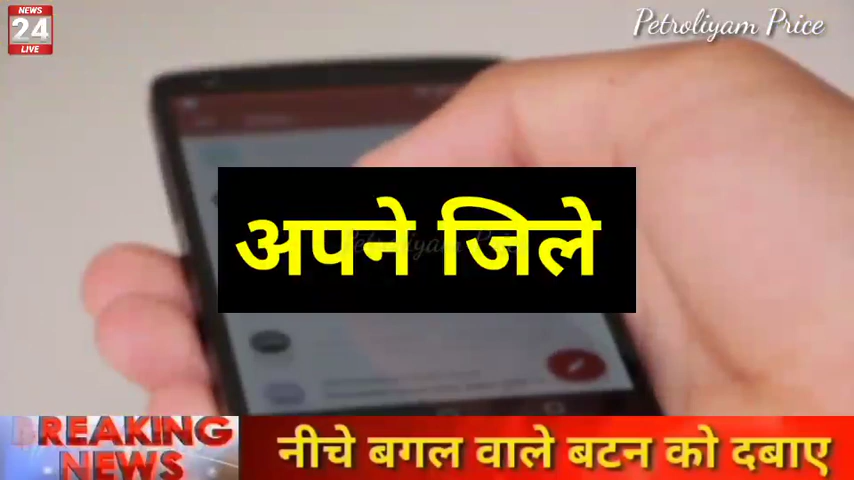 NEWS
24
LIVE
Petroliyam Price
अपने जिले
BREAKING
NEWS
नीचे बगल वाले बटन को दबाए